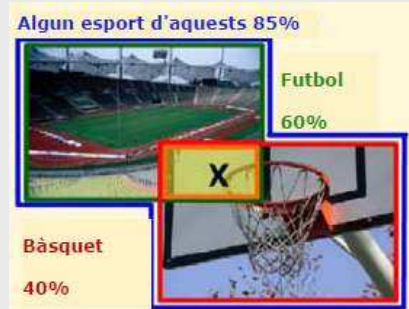 Algun esport d'aquests 85%
Futbol
60%
X
Bàsquet
40%